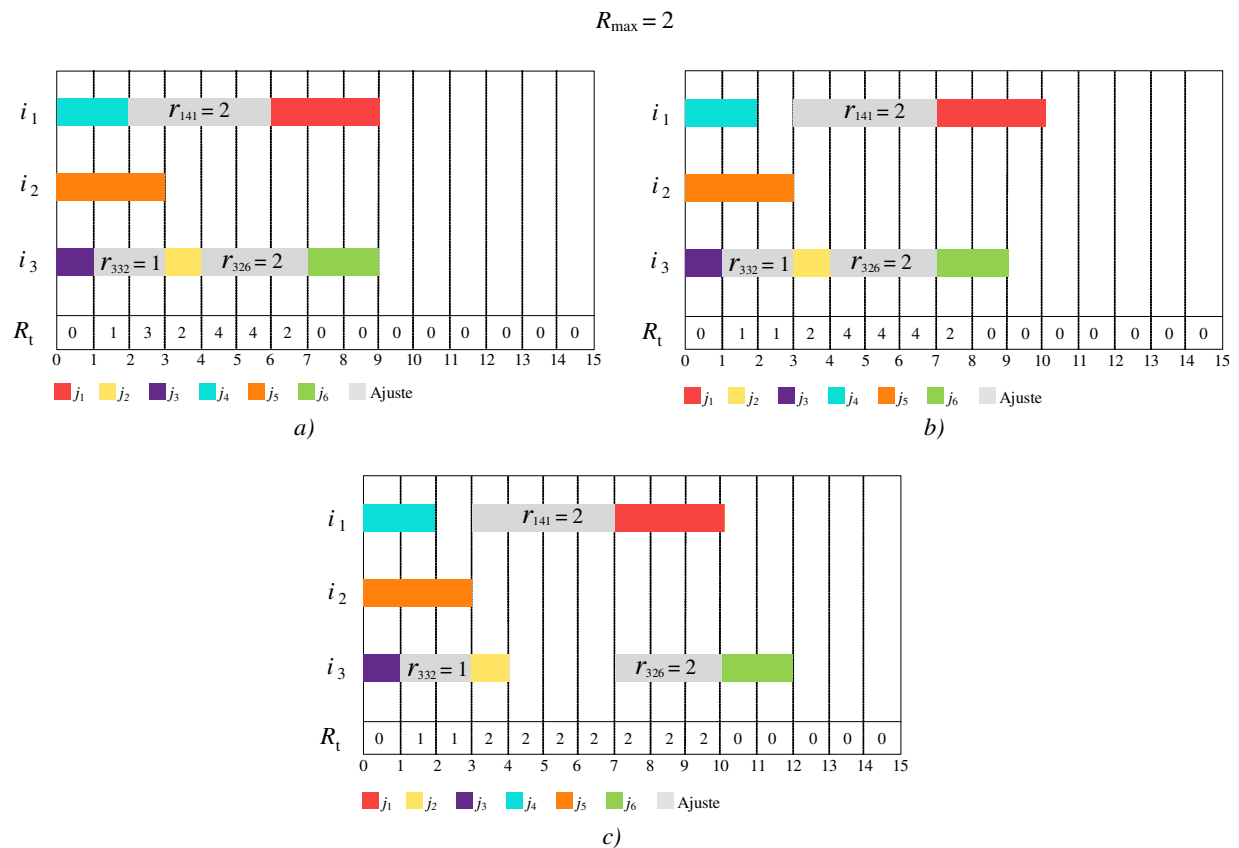 R_max = 2
i_1 r_141 = 2
i_2
i_3 r_332 = 1 r_326 = 2
R_t 0 1 3 2 4 4 2 0 0 0 0 0 0 0 0
0 1 2 3 4 5 6 7 8 9 10 11 12 13 14 15
j_1 j_2 j_3 j_4 j_5 j_6 Ajuste
a)
i_1 r_141 = 2
i_2
i_3 r_332 = 1 r_326 = 2
R_t 0 1 1 2 4 4 4 2 0 0 0 0 0 0 0
0 1 2 3 4 5 6 7 8 9 10 11 12 13 14 15
j_1 j_2 j_3 j_4 j_5 j_6 Ajuste
b)
i_1 r_141 = 2
i_2
i_3 r_332 = 1 r_326 = 2
R_t 0 1 1 2 2 2 2 2 2 2 0 0 0 0 0
0 1 2 3 4 5 6 7 8 9 10 11 12 13 14 15
j_1 j_2 j_3 j_4 j_5 j_6 Ajuste
c)